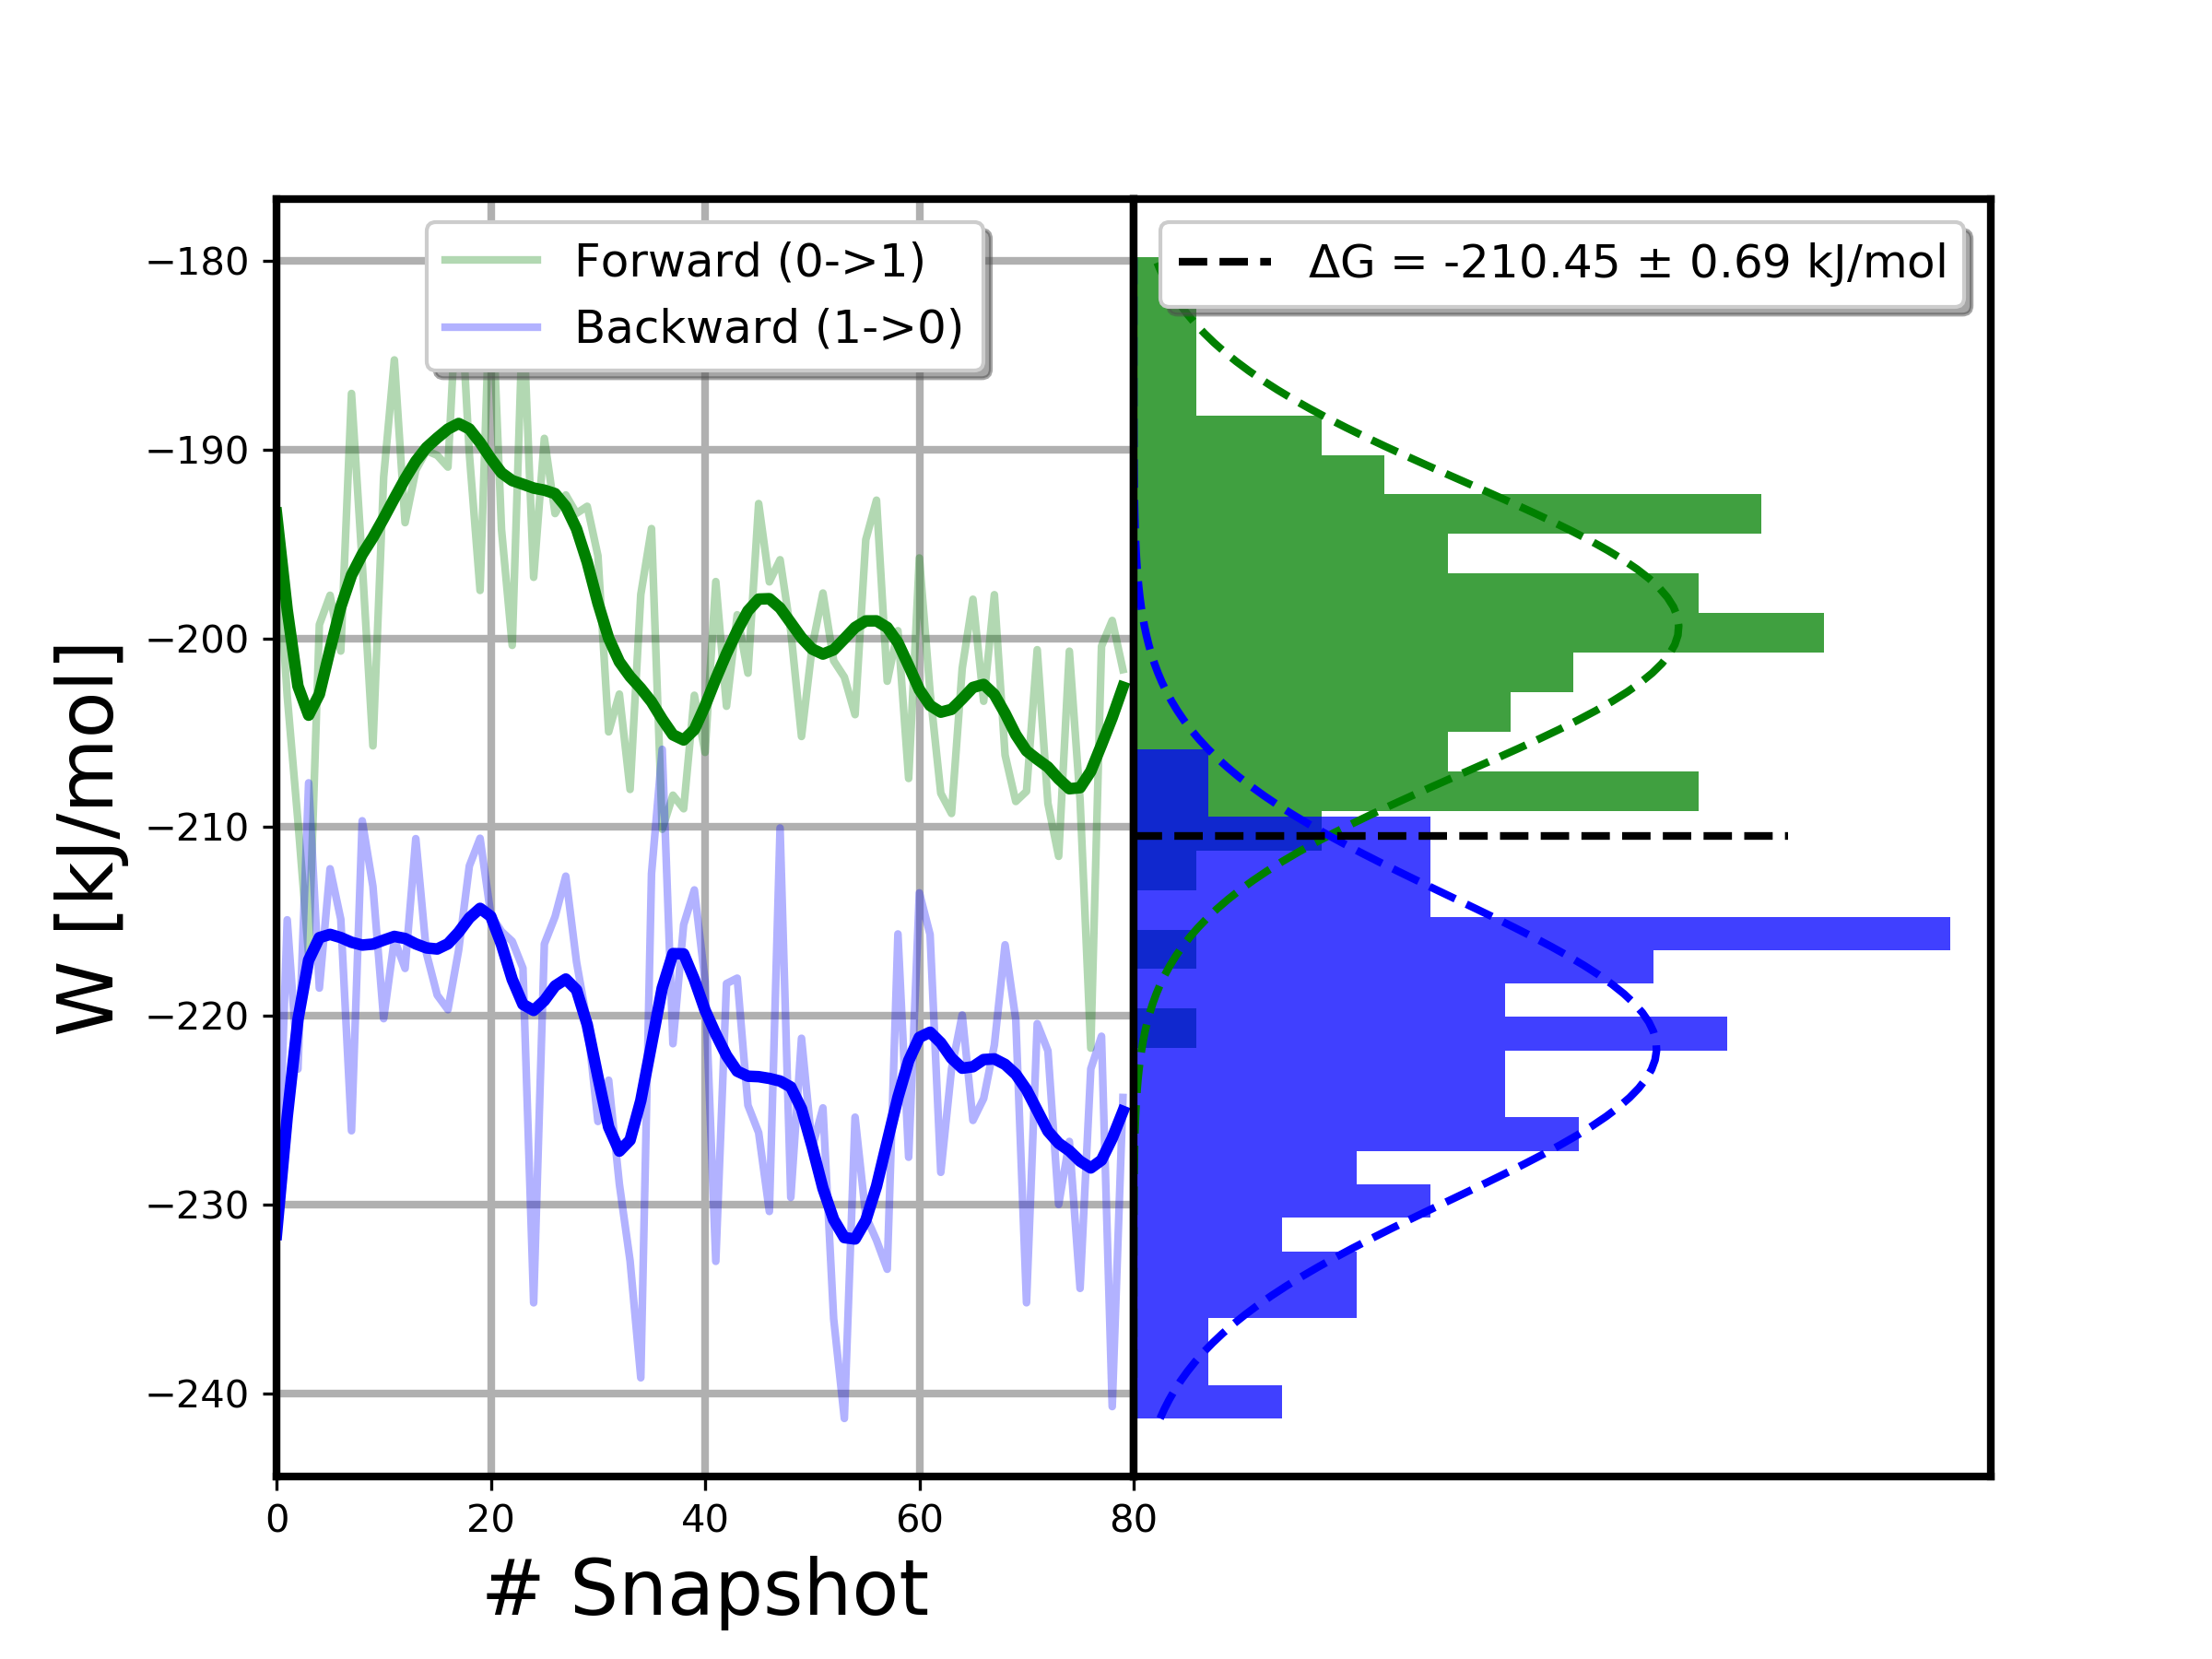 Forward (0->1)
Backward (1->0)
ΔG = -210.45 ± 0.69 kJ/mol
W [kJ/mol]
−180
−190
−200
−210
−220
−230
−240
0 20 40 60 80
# Snapshot